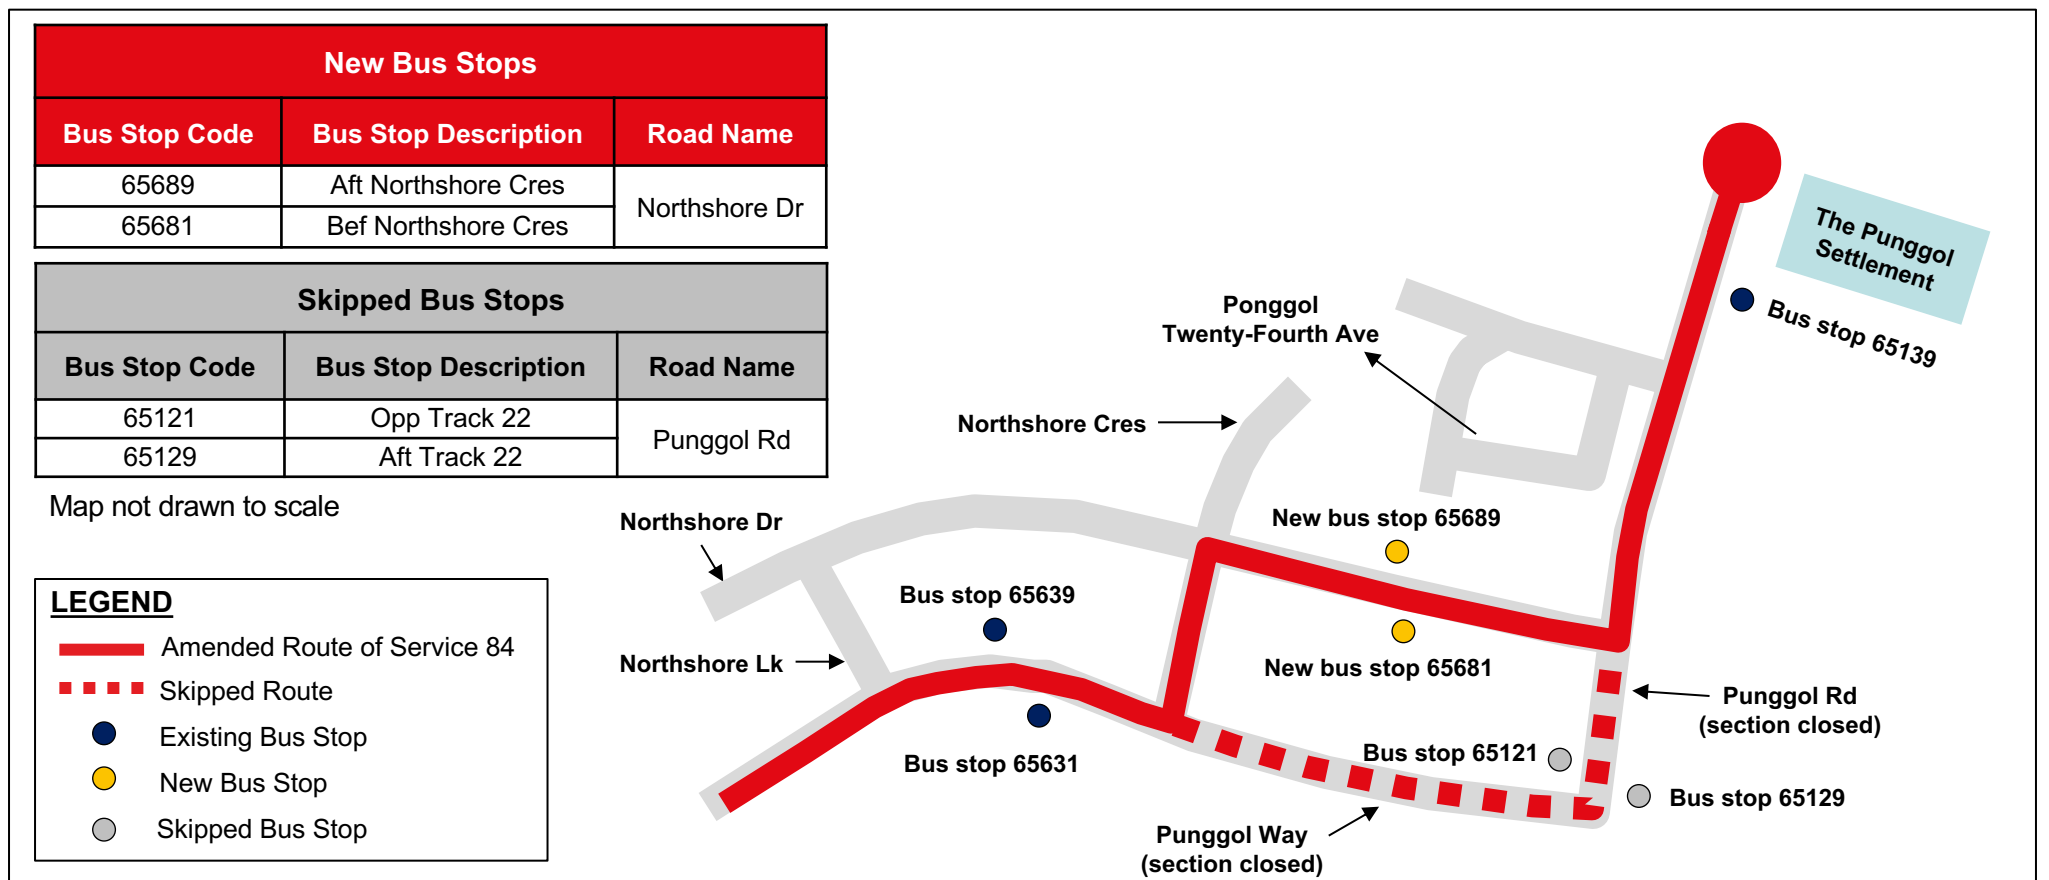 New Bus Stops
Bus Stop Code Bus Stop Description Road Name
65689 Aft Northshore Cres
Northshore Dr
65681 Bef Northshore Cres
Skipped Bus Stops
Bus Stop Code Bus Stop Description Road Name
65121 Opp Track 22
Punggol Rd
65129 Aft Track 22
Map not drawn to scale
LEGEND
Amended Route of Service 84
Skipped Route
Existing Bus Stop
New Bus Stop
Skipped Bus Stop
The Punggol
Settlement
Bus stop 65139
Ponggol
Twenty-Fourth Ave
Northshore Cres
Northshore Dr
New bus stop 65689
Bus stop 65639
Northshore Lk
New bus stop 65681
Punggol Rd
(section closed)
Bus stop 65631
Bus stop 65121
Bus stop 65129
Punggol Way
(section closed)